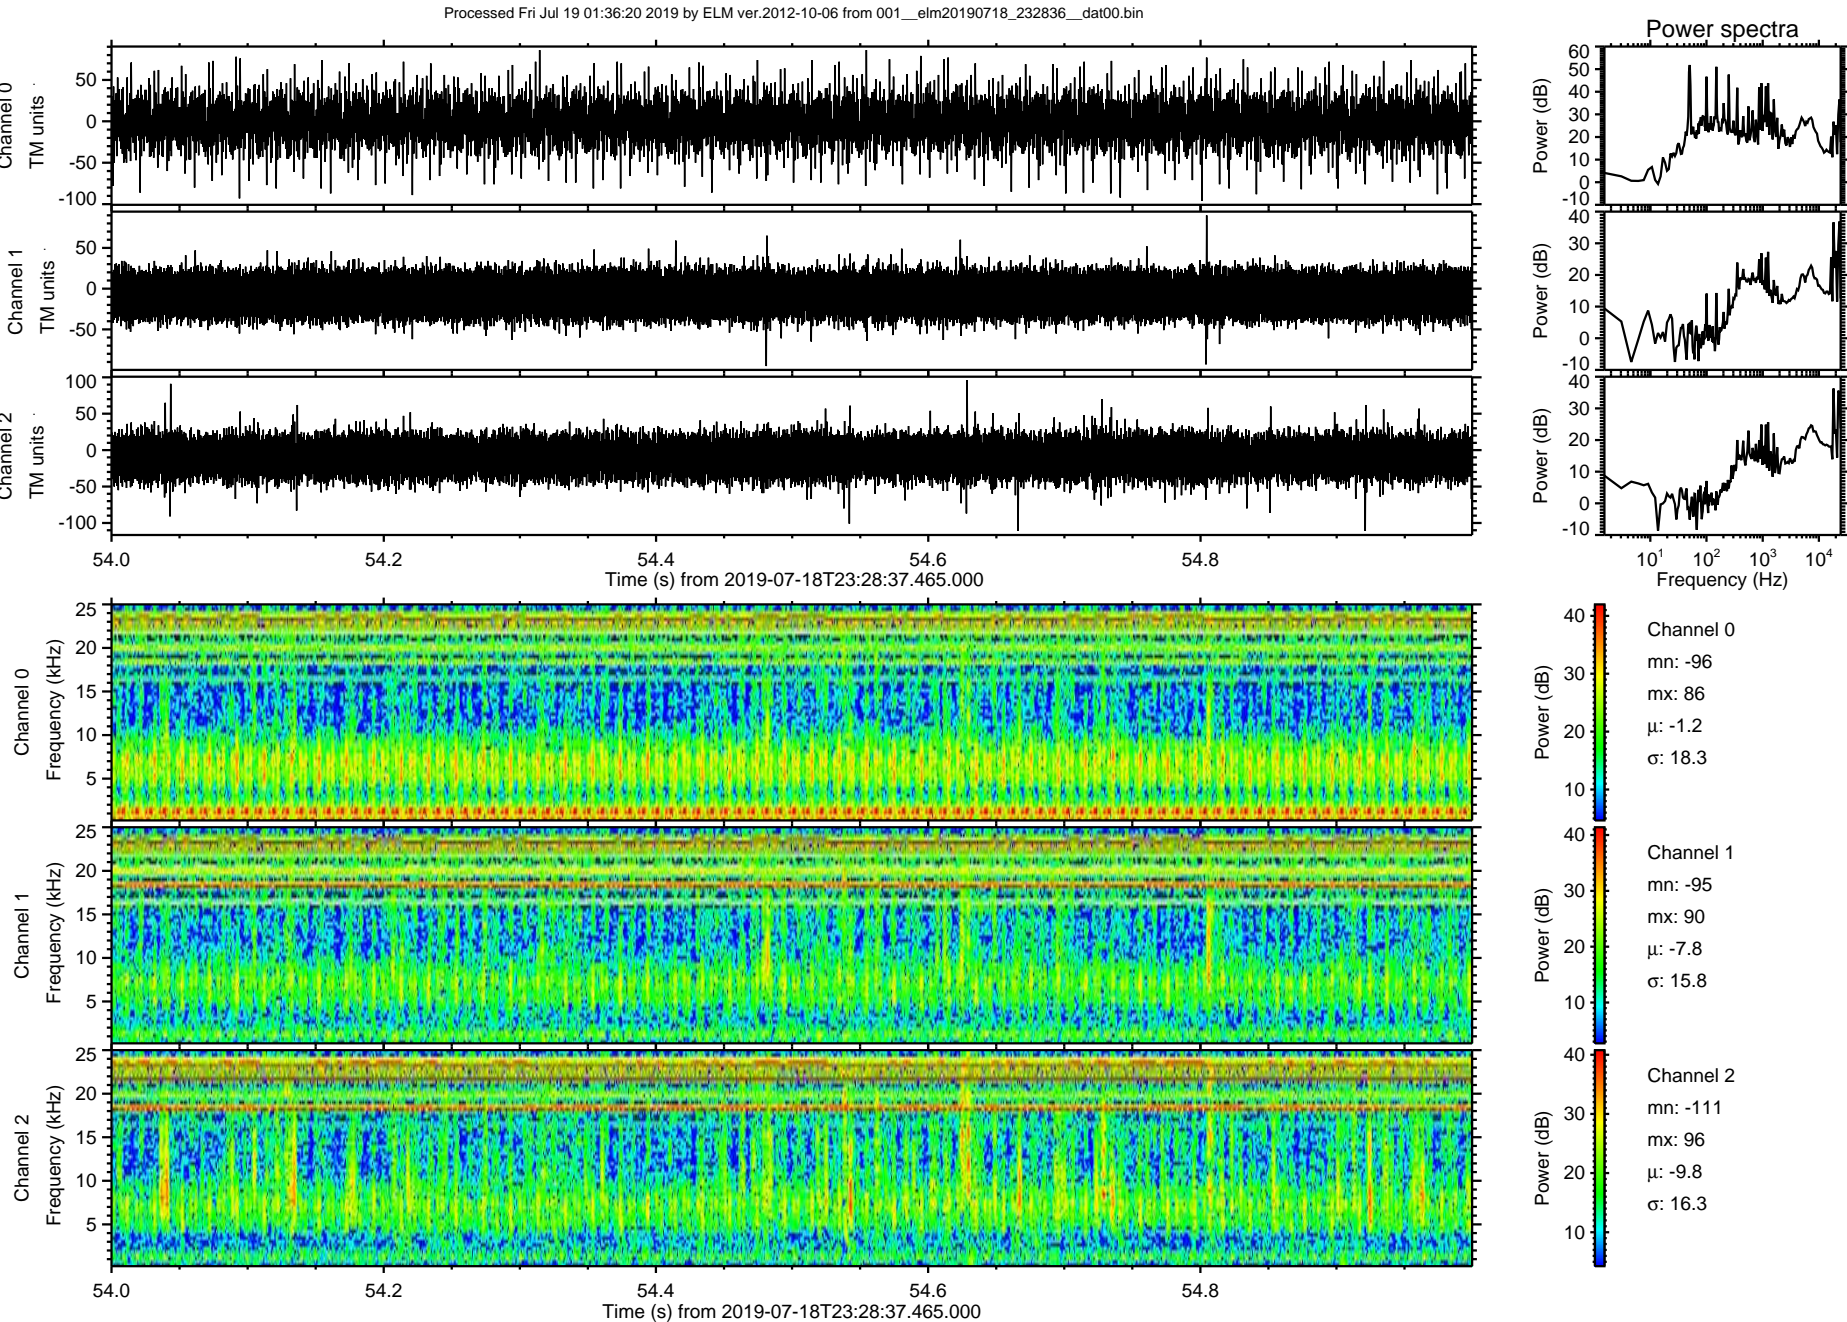 Processed Fri Jul 19 01:36:20 2019 by ELM ver.2012-10-06 from 001__elm20190718_232836__dat00.bin
Power spectra
Channel 0
TM units
50
0
-50
-100
Power (dB)
60
50
40
30
20
10
0
-10
Channel 1
TM units
50
0
-50
Power (dB)
40
30
20
10
0
-10
Channel 2
TM units
100
50
0
-50
-100
Power (dB)
40
30
20
10
0
-10
54.0 54.2 54.4 54.6 54.8
Time (s) from 2019-07-18T23:28:37.465.000
10^1 10^2 10^3 10^4
Frequency (Hz)
Channel 0
Frequency (kHz)
25
20
15
10
5
Power (dB)
40
30
20
10
Channel 0
mn: -96
mx: 86
μ: -1.2
σ: 18.3
Channel 1
Frequency (kHz)
25
20
15
10
5
Power (dB)
40
30
20
10
Channel 1
mn: -95
mx: 90
μ: -7.8
σ: 15.8
Channel 2
Frequency (kHz)
25
20
15
10
5
Power (dB)
40
30
20
10
Channel 2
mn: -111
mx: 96
μ: -9.8
σ: 16.3
54.0 54.2 54.4 54.6 54.8
Time (s) from 2019-07-18T23:28:37.465.000